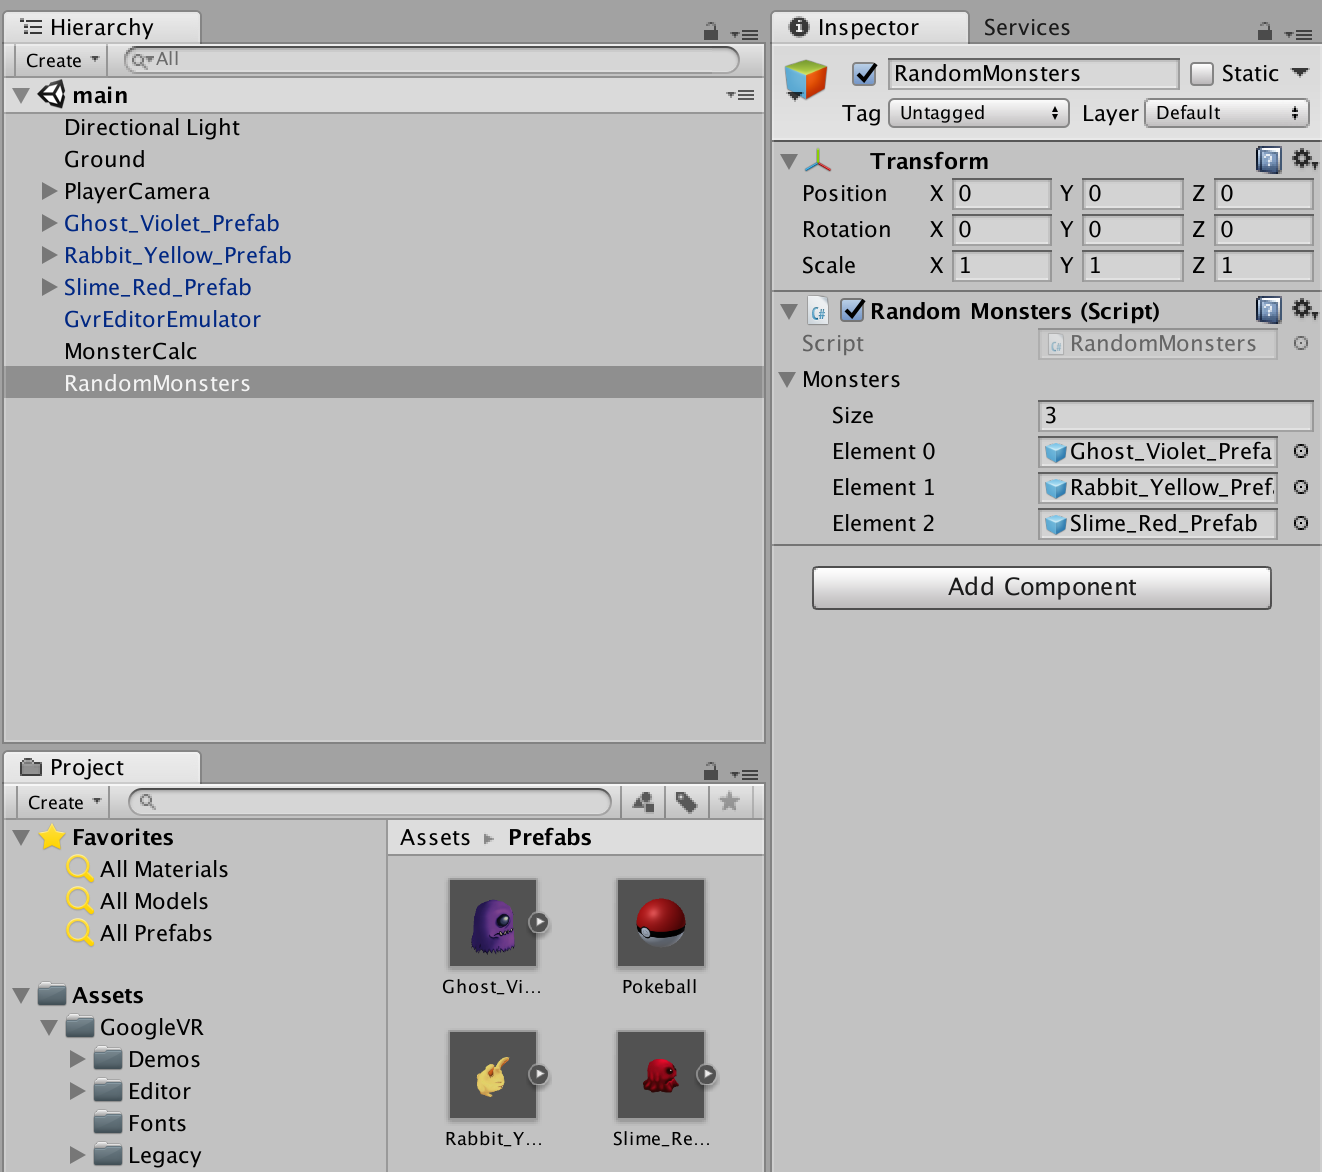 Hierarchy
Create
All
main
Directional Light
Ground
PlayerCamera
Ghost_Violet_Prefab
Rabbit_Yellow_Prefab
Slime_Red_Prefab
GvrEditorEmulator
MonsterCalc
RandomMonsters
Project
Create
Favorites
All Materials
All Models
All Prefabs
Assets
GoogleVR
Demos
Editor
Fonts
Legacy
Assets Prefabs
Ghost_Vi...
Pokeball
Rabbit_Y...
Slime_Re...
Inspector
Services
RandomMonsters
Static
Tag Untagged Layer Default
Transform
Position X 0 Y 0 Z 0
Rotation X 0 Y 0 Z 0
Scale X 1 Y 1 Z 1
C# Random Monsters (Script)
Script C# RandomMonsters
Monsters
Size 3
Element 0 Ghost_Violet_Prefa
Element 1 Rabbit_Yellow_Pref
Element 2 Slime_Red_Prefab
Add Component